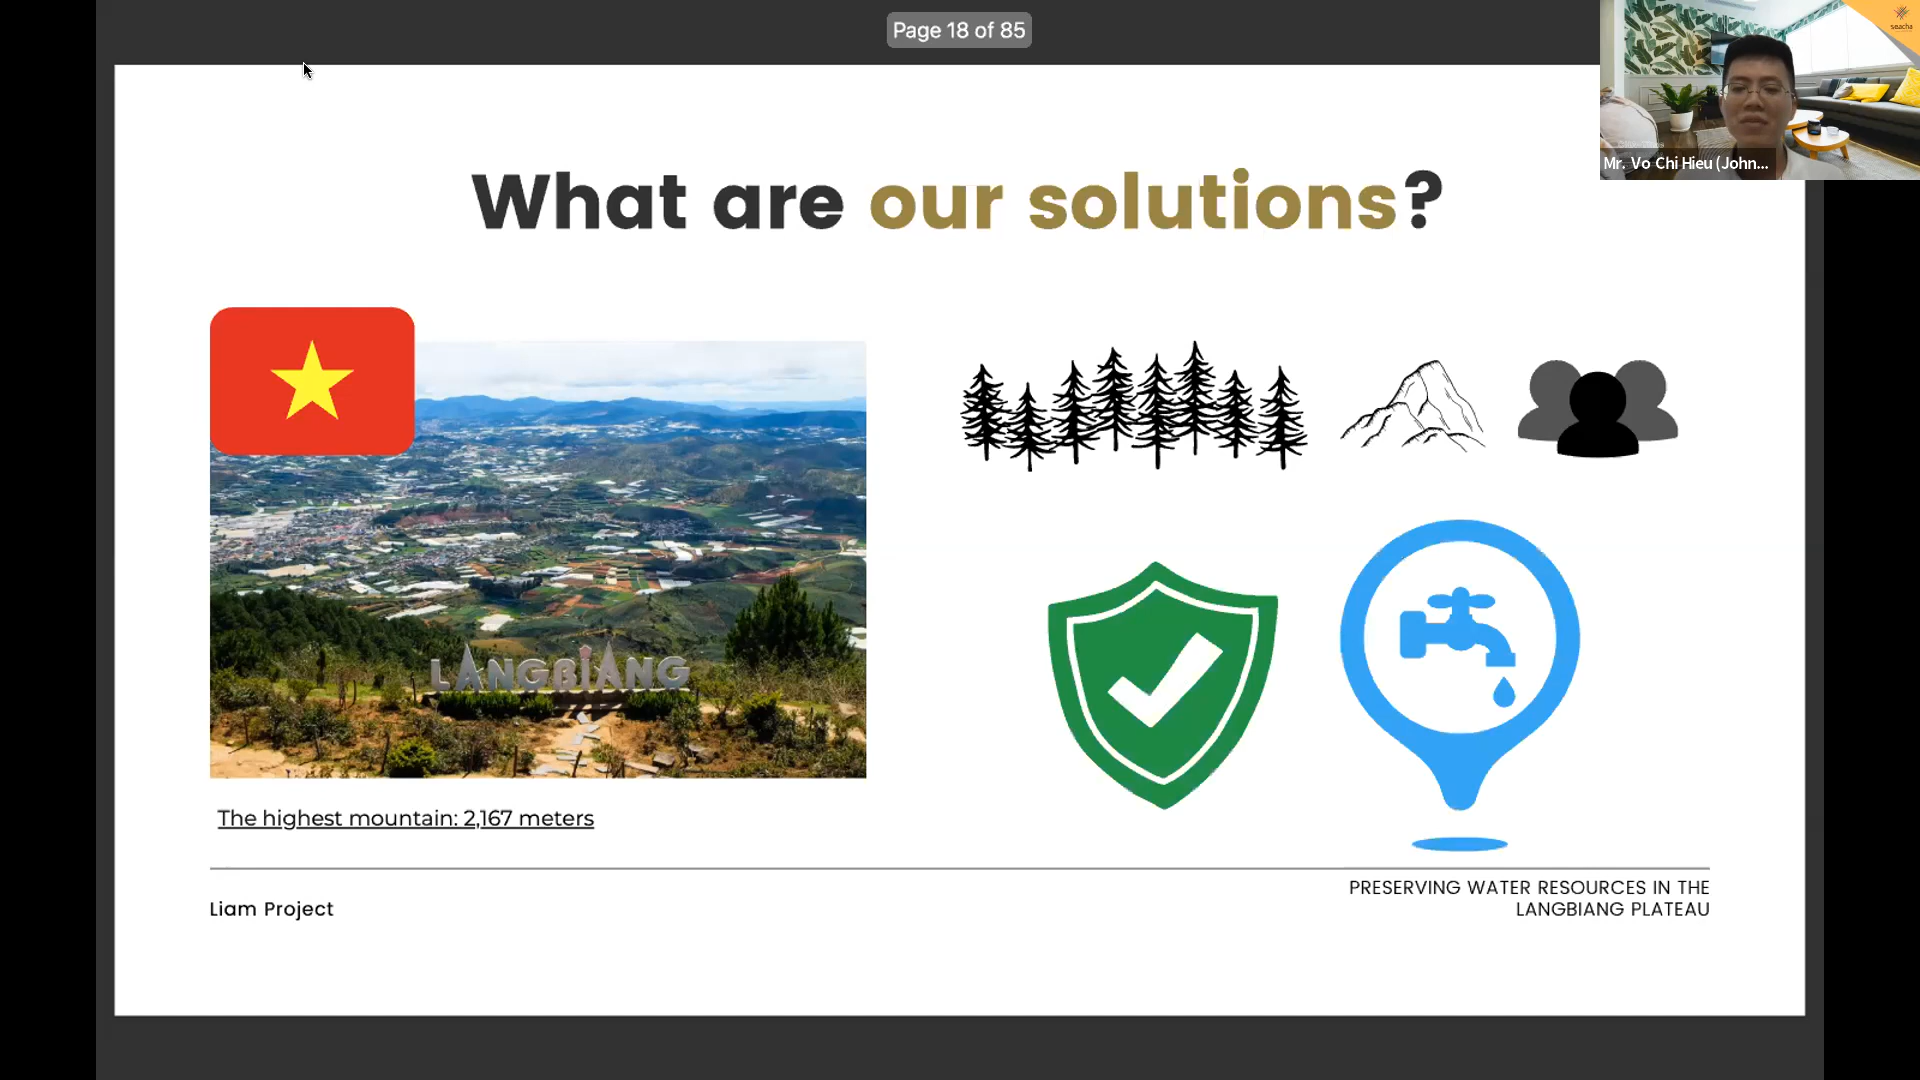 Page 18 of 85
seacha
Mr. Vo Chi Hieu (John...
What are our solutions?
LANGBIANG
The highest mountain: 2,167 meters
Liam Project
PRESERVING WATER RESOURCES IN THE
LANGBIANG PLATEAU